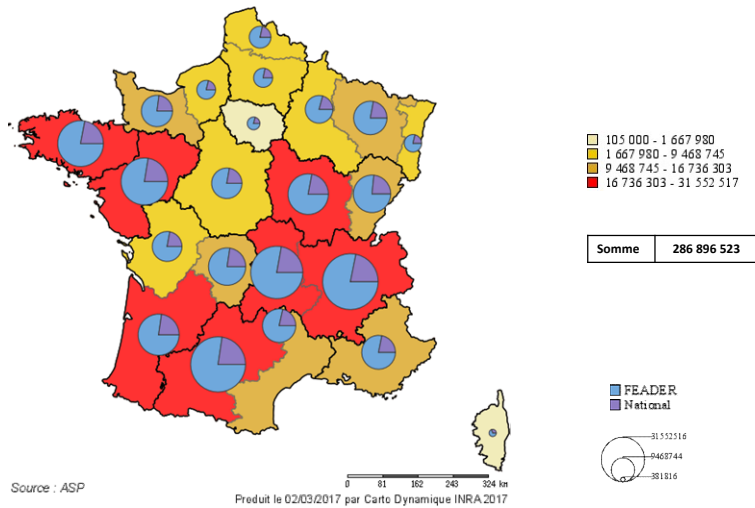 105 000 - 1 667 980
1 667 980 - 9 468 745
9 468 745 - 16 736 303
16 736 303 - 31 552 517
Somme 286 896 523
FEADER
National
31552516
9468744
381816
0 81 162 243 324 km
Source : ASP
Preduit le 02/03/2017 par Carto Dynamique INRA 2017